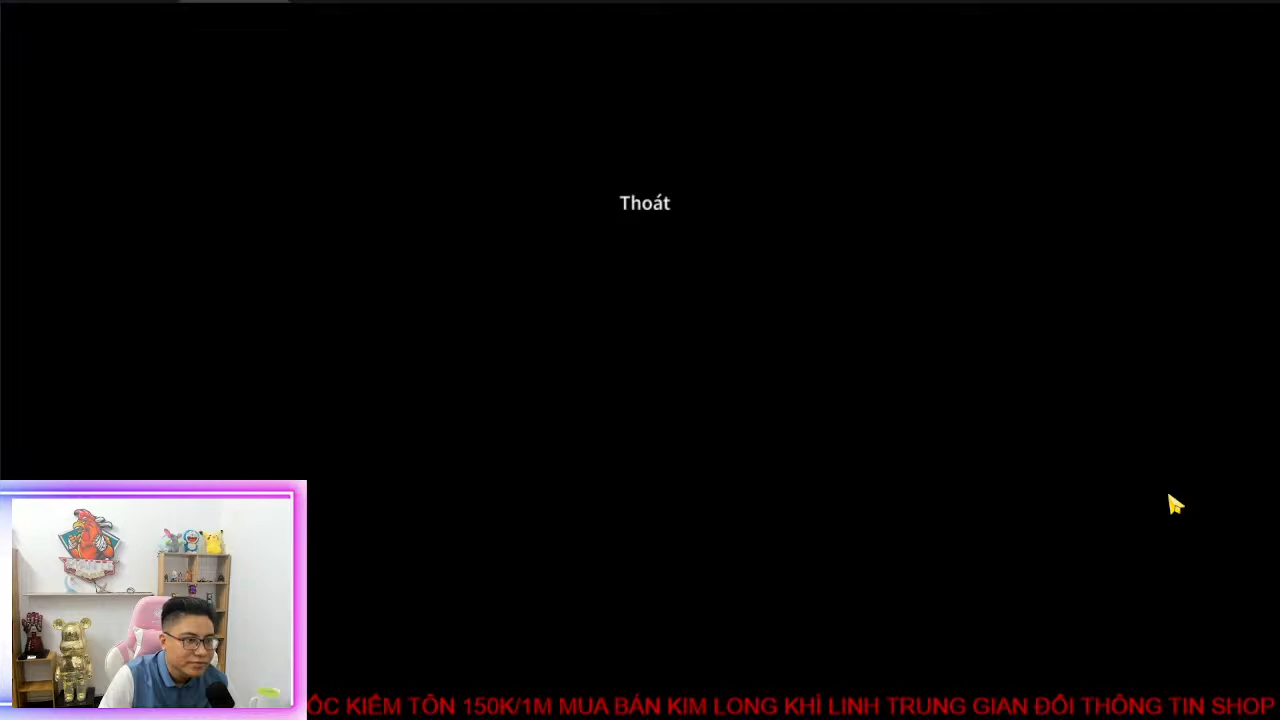 Thoát
ỐC KIẾM TÔN 150K/1M MUA BÁN KIM LONG KHỈ LINH TRUNG GIAN ĐỔI THÔNG TIN SHOP